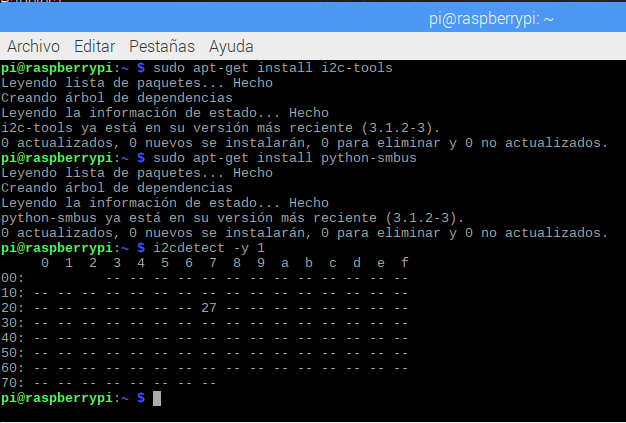 pi@raspberrypi: ~
Archivo Editar Pestañas Ayuda
pi@raspberrypi:~ $ sudo apt-get install i2c-tools
Leyendo lista de paquetes... Hecho
Creando árbol de dependencias
Leyendo la información de estado... Hecho
i2c-tools ya está en su versión más reciente (3.1.2-3).
0 actualizados, 0 nuevos se instalarán, 0 para eliminar y 0 no actualizados.
pi@raspberrypi:~ $ sudo apt-get install python-smbus
Leyendo lista de paquetes... Hecho
Creando árbol de dependencias
Leyendo la información de estado... Hecho
python-smbus ya está en su versión más reciente (3.1.2-3).
0 actualizados, 0 nuevos se instalarán, 0 para eliminar y 0 no actualizados.
pi@raspberrypi:~ $ i2cdetect -y 1
     0  1  2  3  4  5  6  7  8  9  a  b  c  d  e  f
00:          -- -- -- -- -- -- -- -- -- -- -- -- --
10: -- -- -- -- -- -- -- -- -- -- -- -- -- -- -- --
20: -- -- -- -- -- -- -- 27 -- -- -- -- -- -- -- --
30: -- -- -- -- -- -- -- -- -- -- -- -- -- -- -- --
40: -- -- -- -- -- -- -- -- -- -- -- -- -- -- -- --
50: -- -- -- -- -- -- -- -- -- -- -- -- -- -- -- --
60: -- -- -- -- -- -- -- -- -- -- -- -- -- -- -- --
70: -- -- -- -- -- -- -- --
pi@raspberrypi:~ $